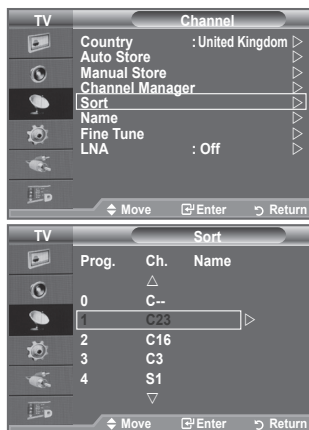 TV Channel
Country : United Kingdom ▷
Auto Store ▷
Manual Store ▷
Channel Manager ▷
Sort ▷
Name ▷
Fine Tune ▷
LNA : Off ▷
Move Enter Return
TV Sort
Prog. Ch. Name
0 C--
1 C23 ▷
2 C16
3 C3
4 S1
Move Enter Return